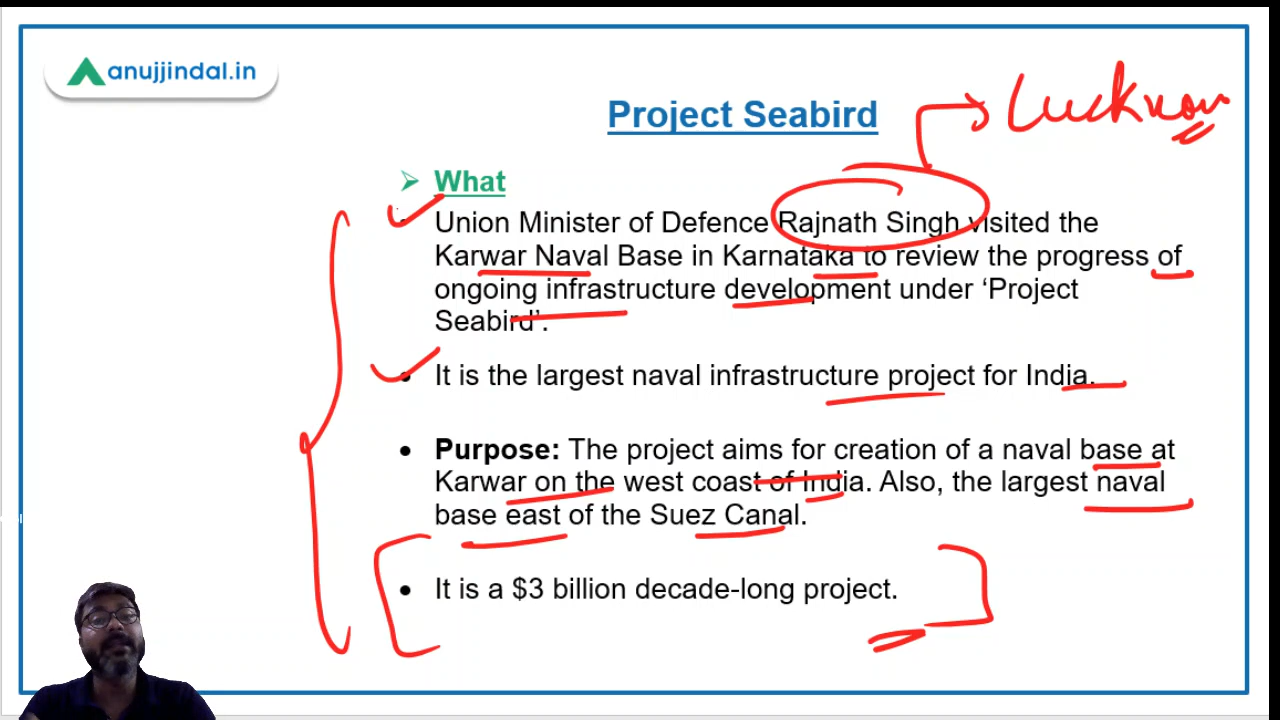 anujjindal.in
Project Seabird
Lucknow
What
Union Minister of Defence Rajnath Singh visited the
Karwar Naval Base in Karnataka to review the progress of
ongoing infrastructure development under ‘Project
Seabird’.
It is the largest naval infrastructure project for India.
Purpose: The project aims for creation of a naval base at
Karwar on the west coast of India. Also, the largest naval
base east of the Suez Canal.
It is a $3 billion decade-long project.